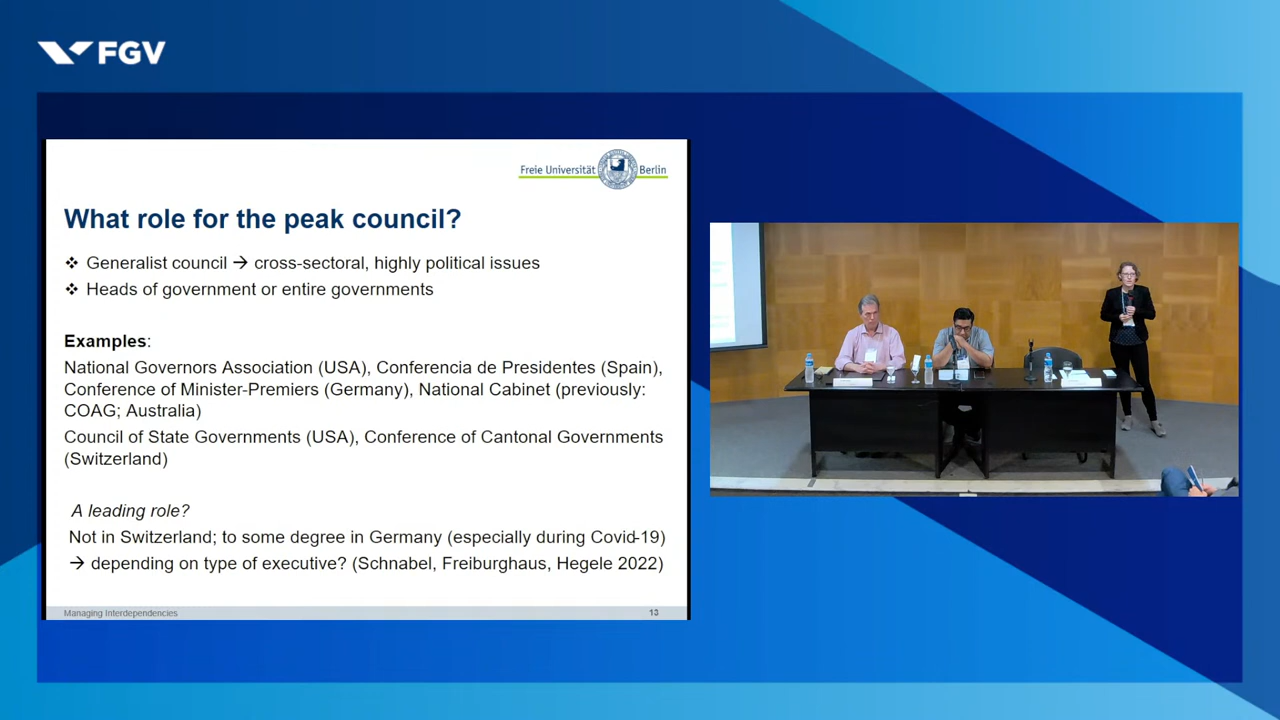 FGV
Freie Universität Berlin
What role for the peak council?
❖ Generalist council → cross-sectoral, highly political issues
❖ Heads of government or entire governments
Examples:
National Governors Association (USA), Conferencia de Presidentes (Spain),
Conference of Minister-Premiers (Germany), National Cabinet (previously:
COAG; Australia)
Council of State Governments (USA), Conference of Cantonal Governments
(Switzerland)
A leading role?
Not in Switzerland; to some degree in Germany (especially during Covid-19)
→ depending on type of executive? (Schnabel, Freiburghaus, Hegele 2022)
Managing Interdependencies 13